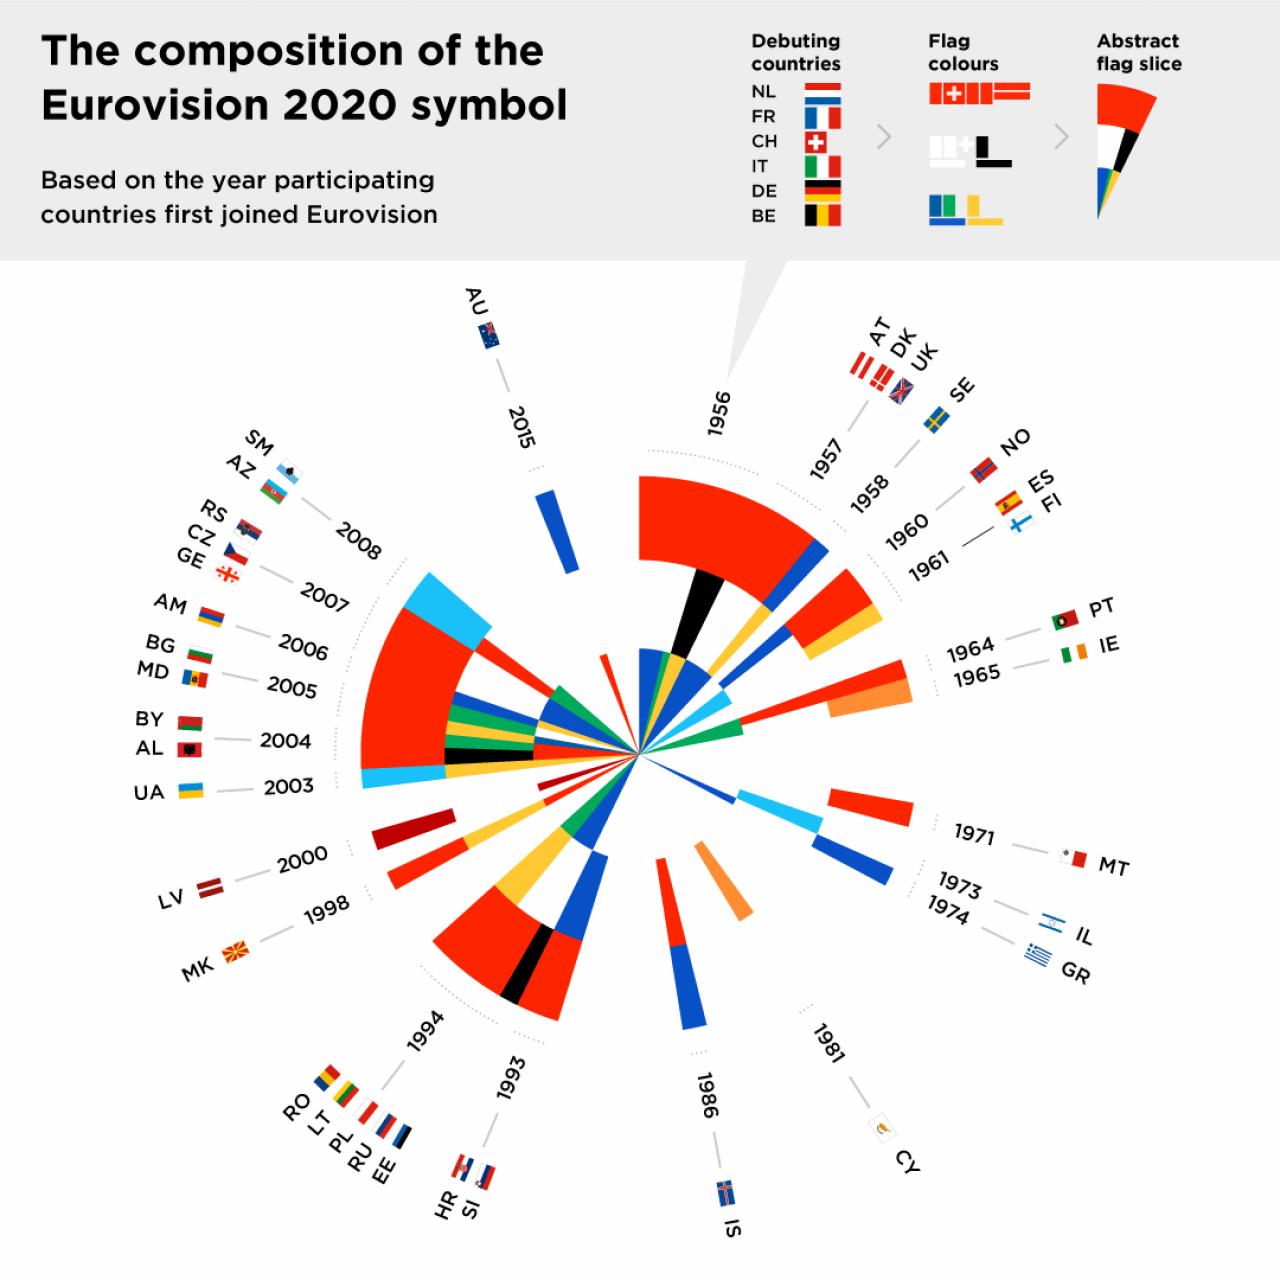 The composition of the
Eurovision 2020 symbol
Based on the year participating
countries first joined Eurovision
Debuting
countries
NL
FR
CH
IT
DE
BE
Flag
colours
Abstract
flag slice
1956
AT
DK
UK
1957
SE
1958
NO
1960
ES
FI
1961
PT
1964
IE
1965
1971
MT
1973
IL
1974
GR
1981
CY
1986
IS
1993
HR
SI
1994
RO
LT
PL
RU
EE
1998
MK
2000
LV
2003
UA
2004
BY
AL
2005
BG
MD
2006
AM
2007
RS
CZ
GE
2008
SM
AZ
2015
AU